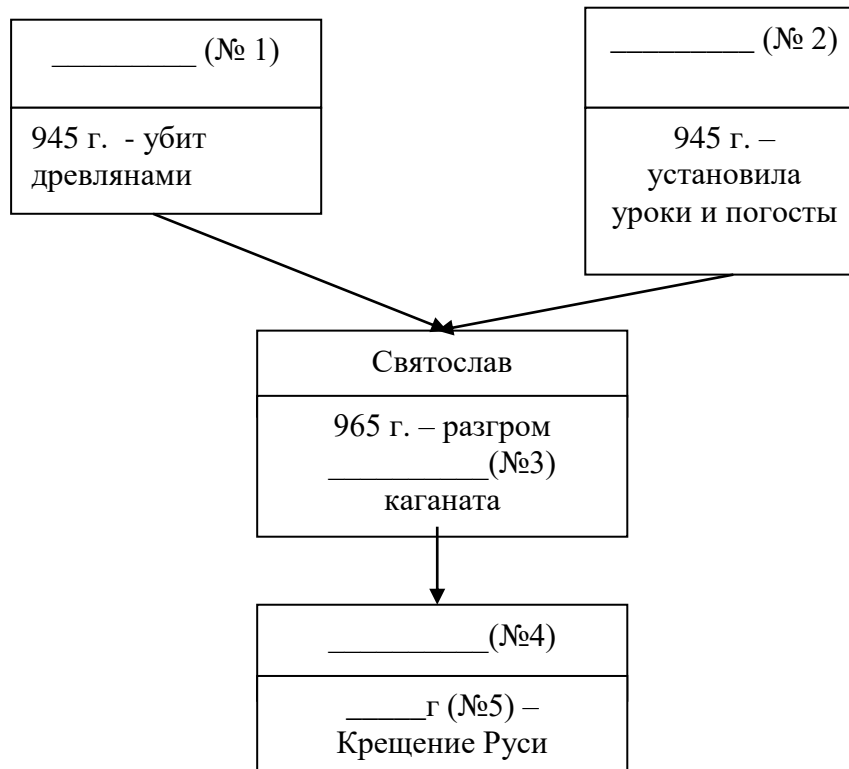 _________ (№ 1)
945 г. - убит
древлянами
___________ (№ 2)
945 г. –
установила
уроки и погосты
Святослав
965 г. – разгром
__________(№3)
каганата
__________(№4)
_____г (№5) –
Крещение Руси